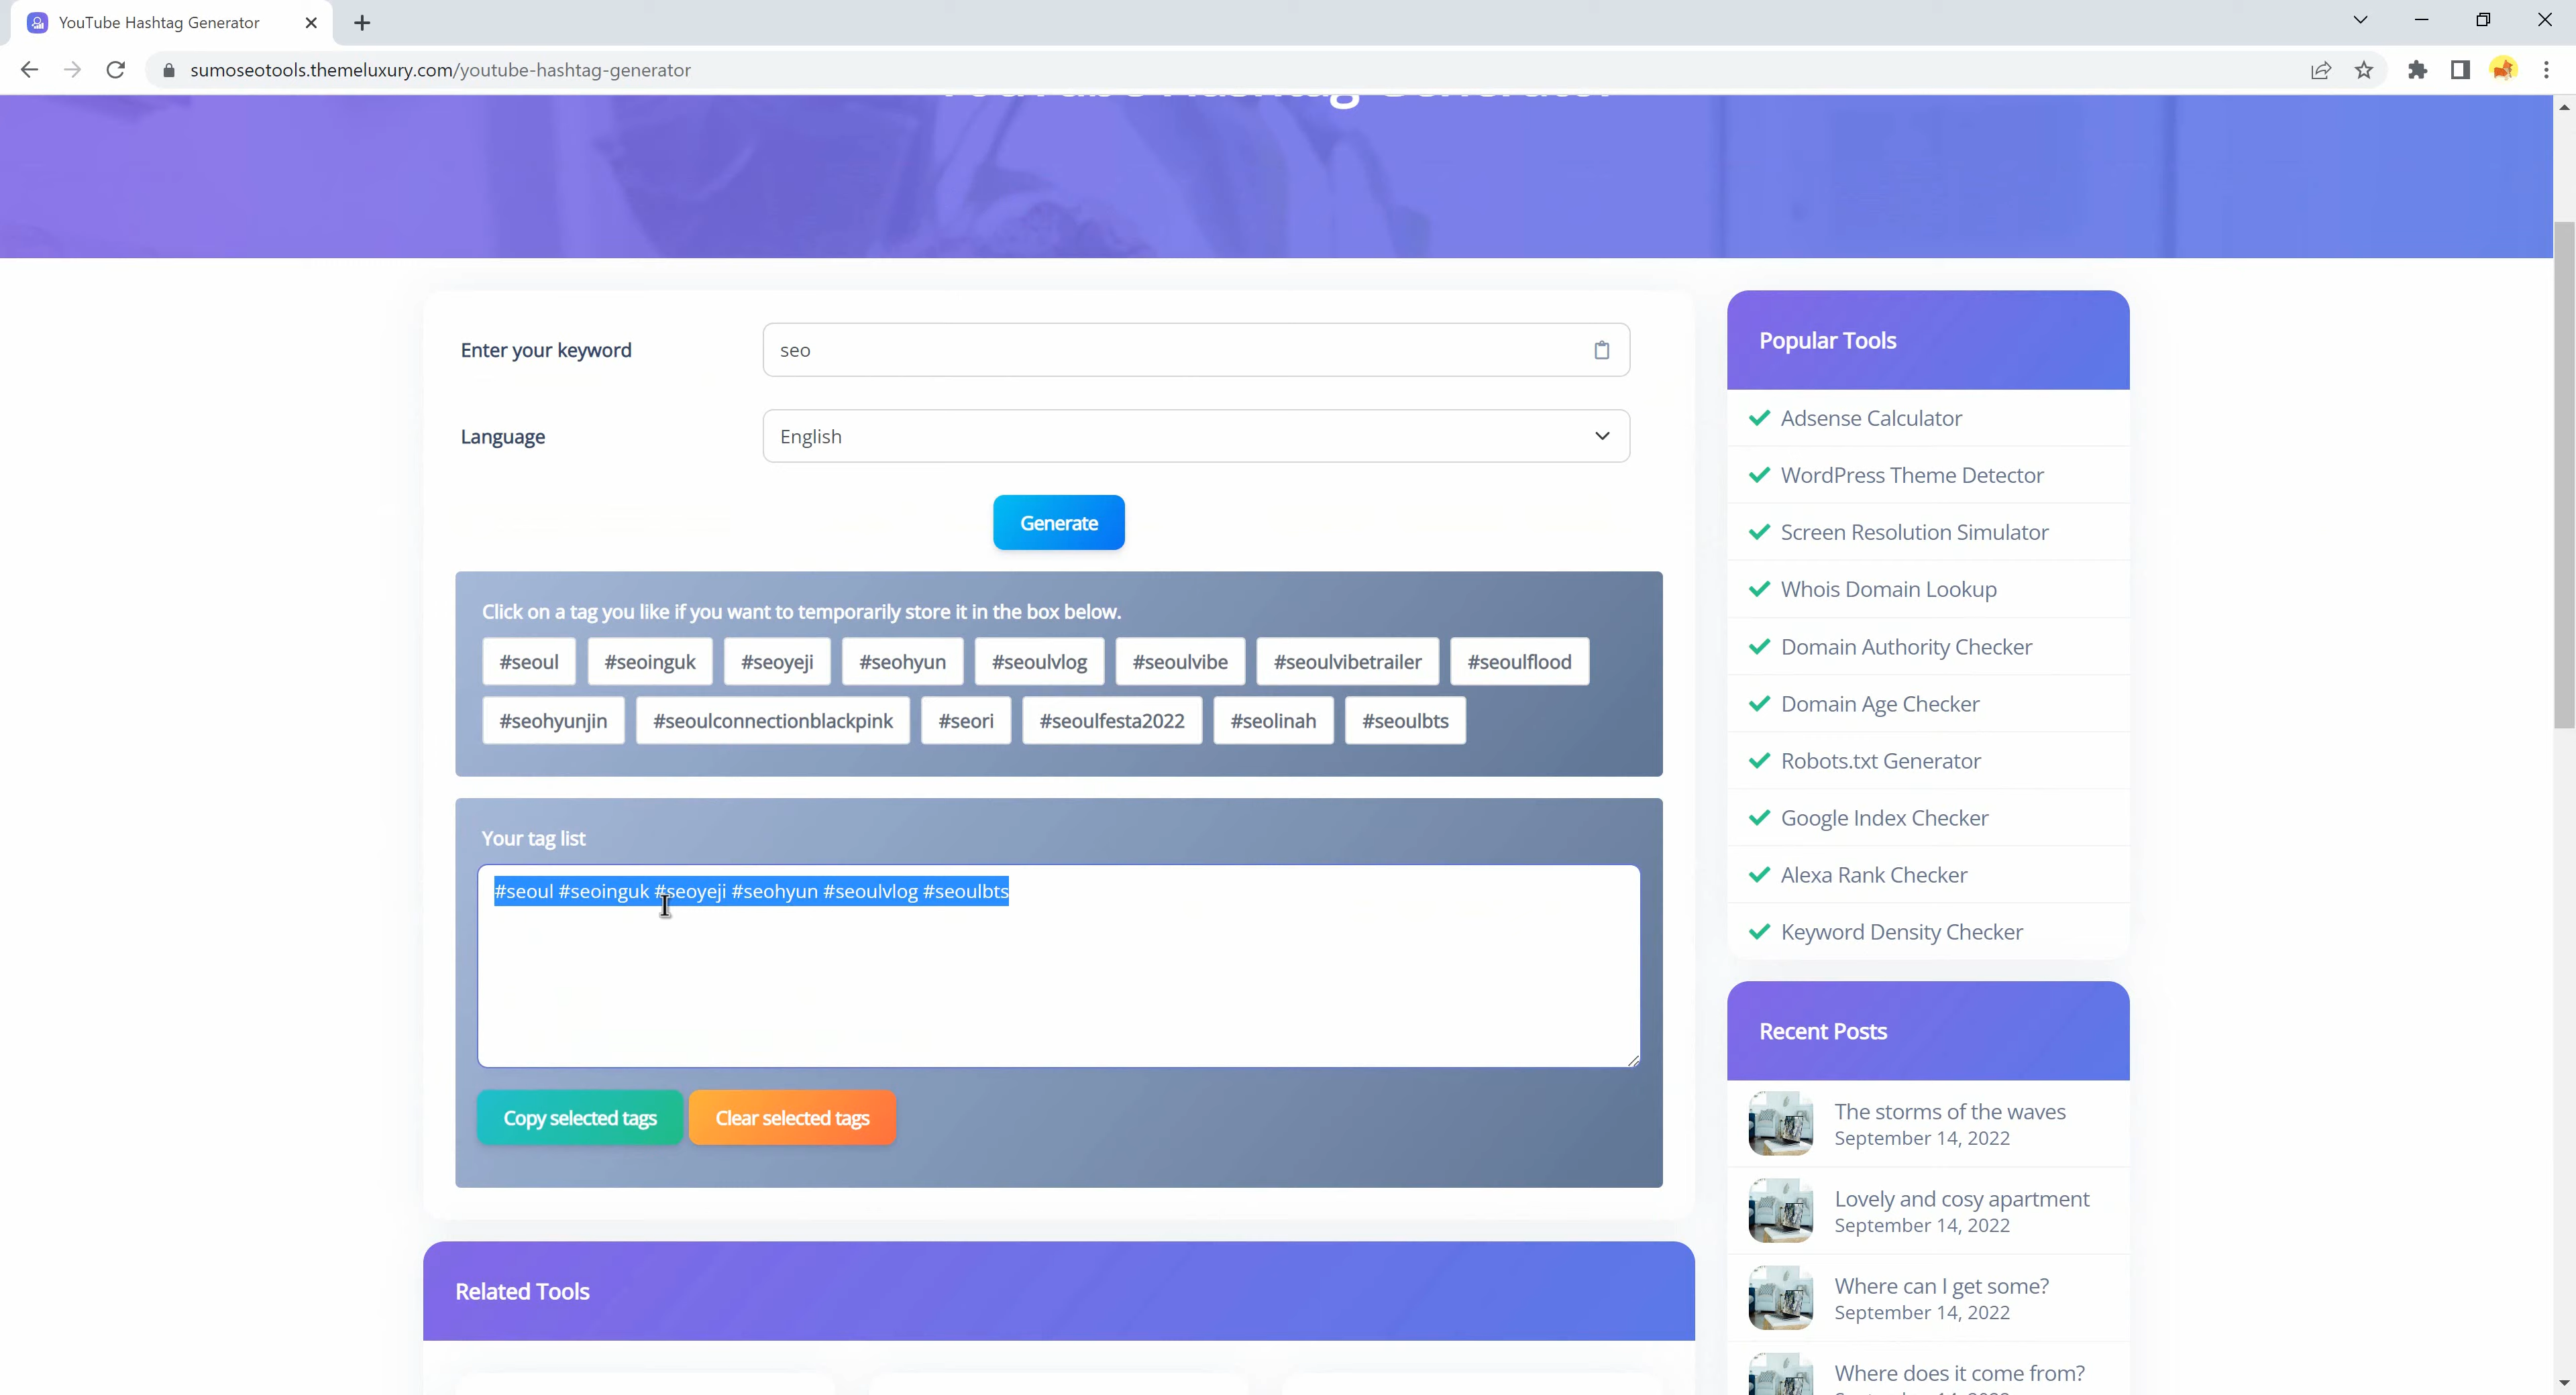 YouTube Hashtag Generator
sumoseotools.themeluxury.com/youtube-hashtag-generator
YouTube Hashtag Generator
Enter your keyword
seo
Language
English
Generate
Click on a tag you like if you want to temporarily store it in the box below.
#seoul #seoinguk #seoyeji #seohyun #seoulvlog #seoulvibe #seoulvibetrailer #seoulflood
#seohyunjin #seoulconnectionblackpink #seori #seoulfesta2022 #seolinah #seoulbts
Your tag list
#seoul #seoinguk #seoyeji #seohyun #seoulvlog #seoulbts
Copy selected tags
Clear selected tags
Related Tools
Popular Tools
Adsense Calculator
WordPress Theme Detector
Screen Resolution Simulator
Whois Domain Lookup
Domain Authority Checker
Domain Age Checker
Robots.txt Generator
Google Index Checker
Alexa Rank Checker
Keyword Density Checker
Recent Posts
The storms of the waves
September 14, 2022
Lovely and cosy apartment
September 14, 2022
Where can I get some?
September 14, 2022
Where does it come from?